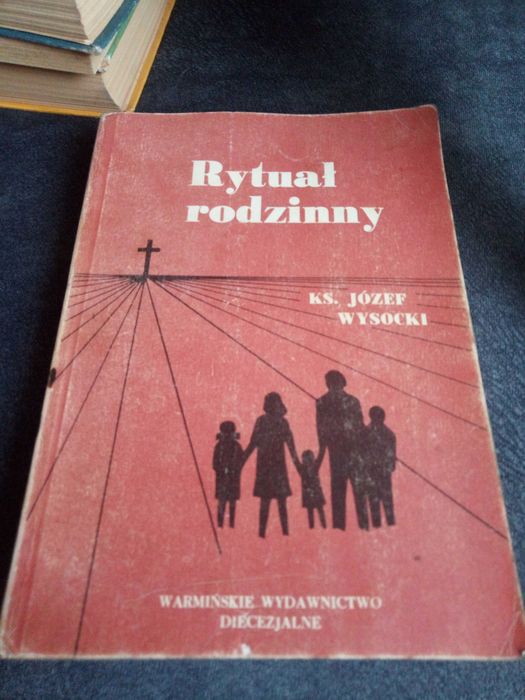 Rytuał
rodzinny
KS. JÓZEF
WYSOCKI
WARMIŃSKIE WYDAWNICTWO
DIECEZJALNE